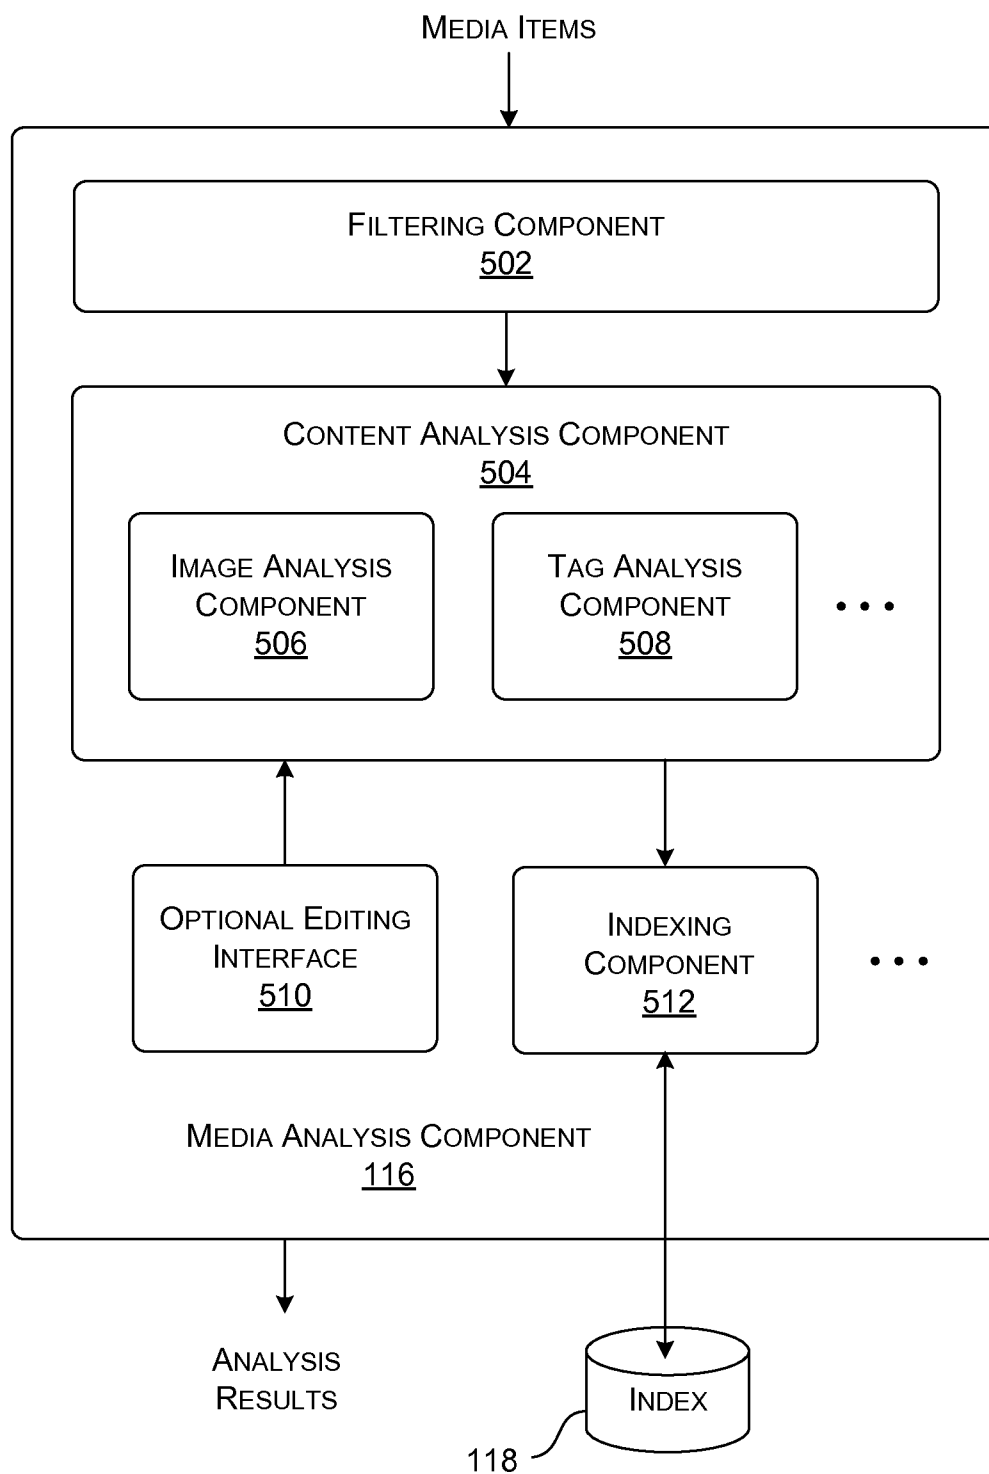 MEDIA ITEMS
FILTERING COMPONENT
502
CONTENT ANALYSIS COMPONENT
504
IMAGE ANALYSIS
COMPONENT
506
TAG ANALYSIS
COMPONENT
508
• • •
OPTIONAL EDITING
INTERFACE
510
INDEXING
COMPONENT
512
• • •
MEDIA ANALYSIS COMPONENT
116
ANALYSIS
RESULTS
INDEX
118